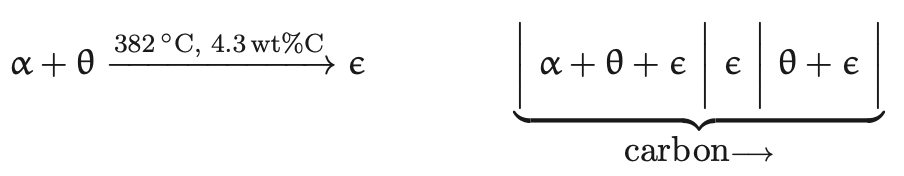 382 °C, 4.3 wt%C
α + θ ⟶ ϵ
α + θ + ϵ | ϵ | θ + ϵ
carbon⟶